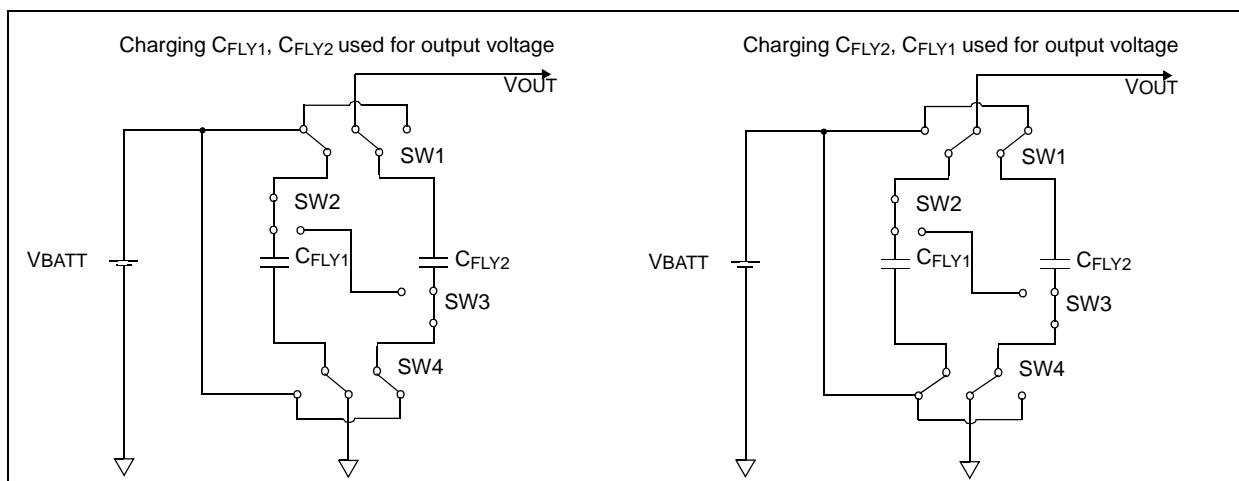 Charging CFLY1, CFLY2 used for output voltage
VOUT
SW1
SW2
VBATT
CFLY1
CFLY2
SW3
SW4
Charging CFLY2, CFLY1 used for output voltage
VOUT
SW1
SW2
VBATT
CFLY1
CFLY2
SW3
SW4